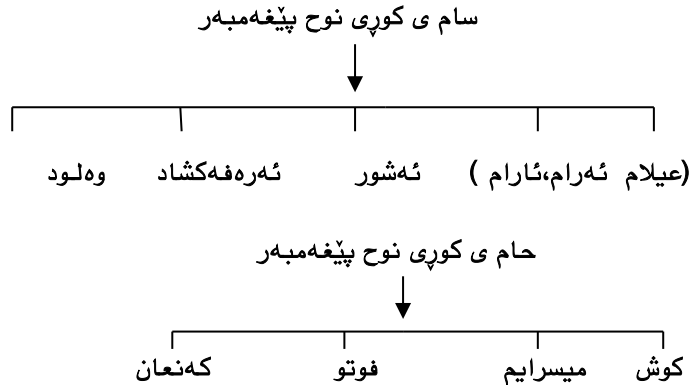 سام ی کوڕی نوح پێغەمبەر
(عیلام ئەرام،ئارام ) ئەشور ئەرەفەکشاد وەلود
حام ی کوڕی نوح پێغەمبەر
کوش میسرایم فوتو کەنعان